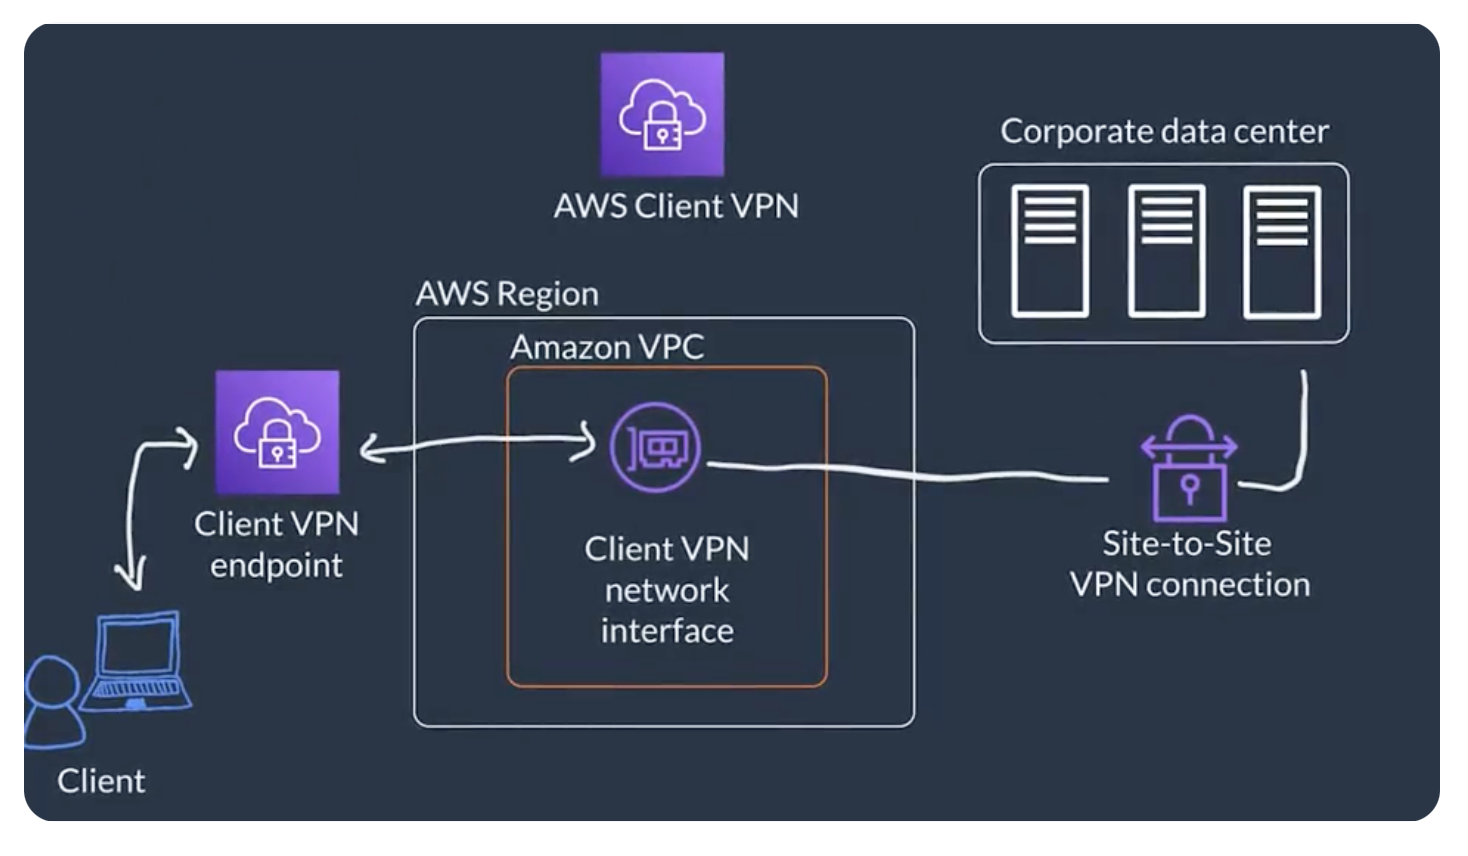 AWS Client VPN
Corporate data center
AWS Region
Amazon VPC
Client VPN
endpoint
Client VPN
network
interface
Site-to-Site
VPN connection
Client